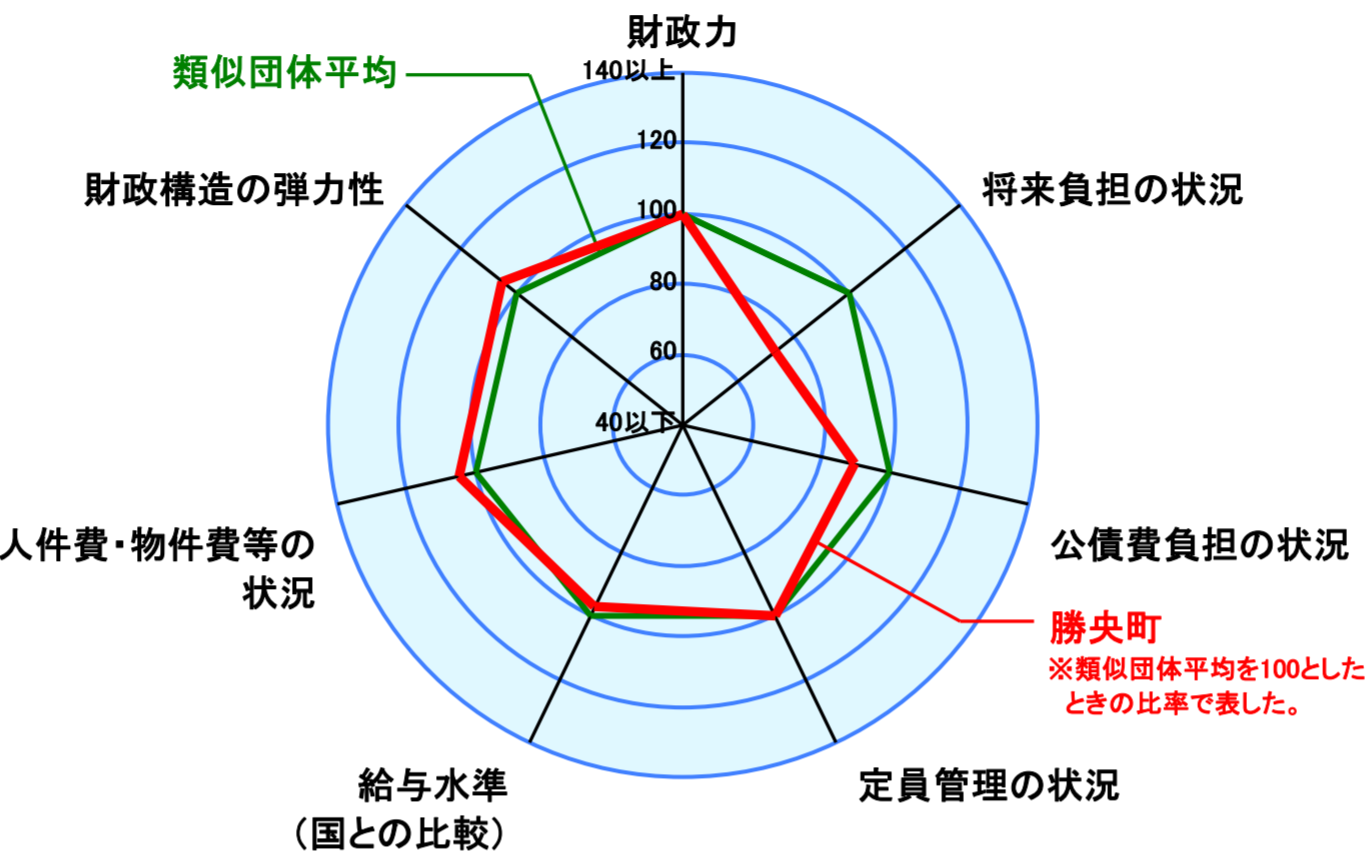 財政力
類似団体平均
140以上
120
財政構造の弾力性
将来負担の状況
100
80
60
40以下
人件費・物件費等の
状況
公債費負担の状況
勝央町
※類似団体平均を100とした
ときの比率で表した。
給与水準
（国との比較）
定員管理の状況